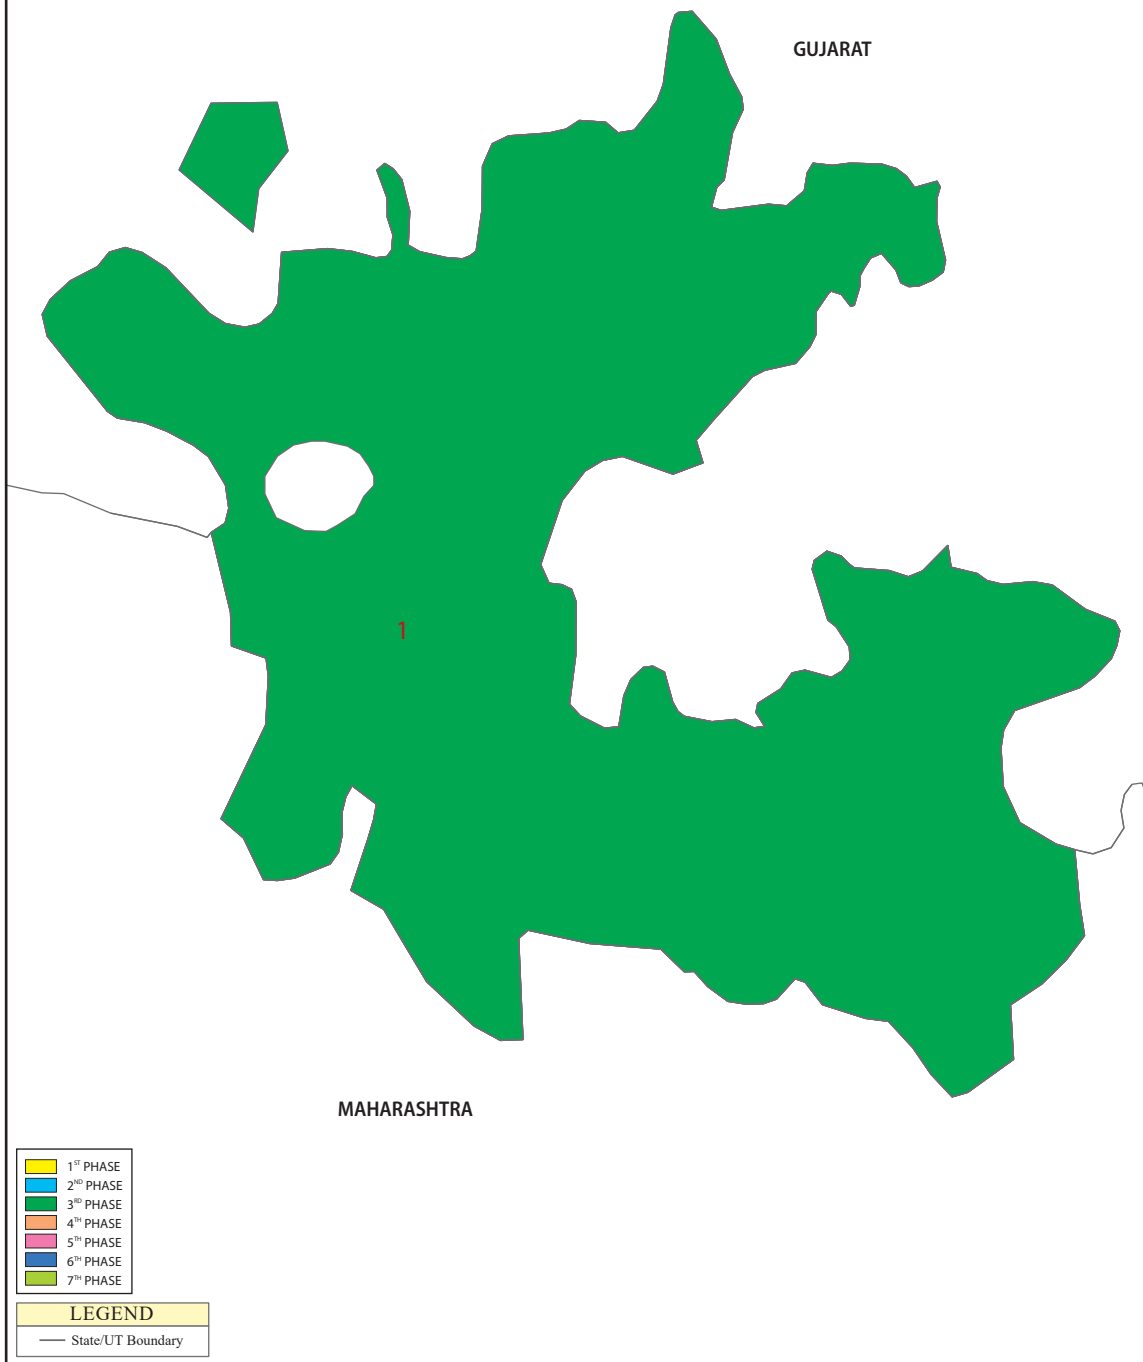 GUJARAT
1
MAHARASHTRA
1ST PHASE
2ND PHASE
3RD PHASE
4TH PHASE
5TH PHASE
6TH PHASE
7TH PHASE
LEGEND
State/UT Boundary